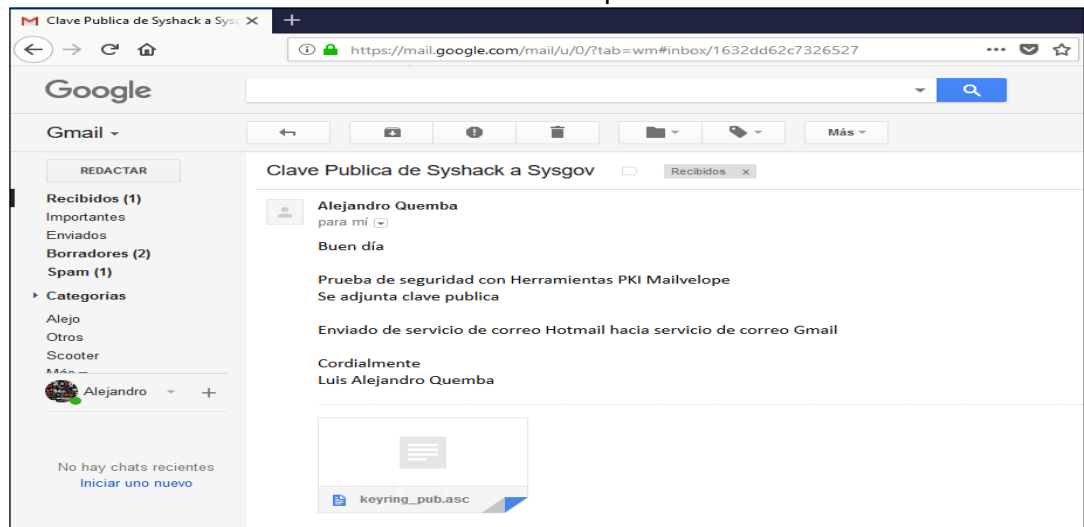 Clave Publica de Syshack a Sysg
https://mail.google.com/mail/u/0/?tab=wm#inbox/1632dd62c7326527
Google
Gmail
Más
REDACTAR
Clave Publica de Syshack a Sysgov
Recibidos x
Recibidos (1)
Importantes
Enviados
Borradores (2)
Spam (1)
Categorías
Alejo
Otros
Scooter
Más
Alejandro
No hay chats recientes
Iniciar uno nuevo
Alejandro Quemba
para mí
Buen día
Prueba de seguridad con Herramientas PKI Mailvelope
Se adjunta clave publica
Enviado de servicio de correo Hotmail hacia servicio de correo Gmail
Cordialmente
Luis Alejandro Quemba
keyring_pub.asc